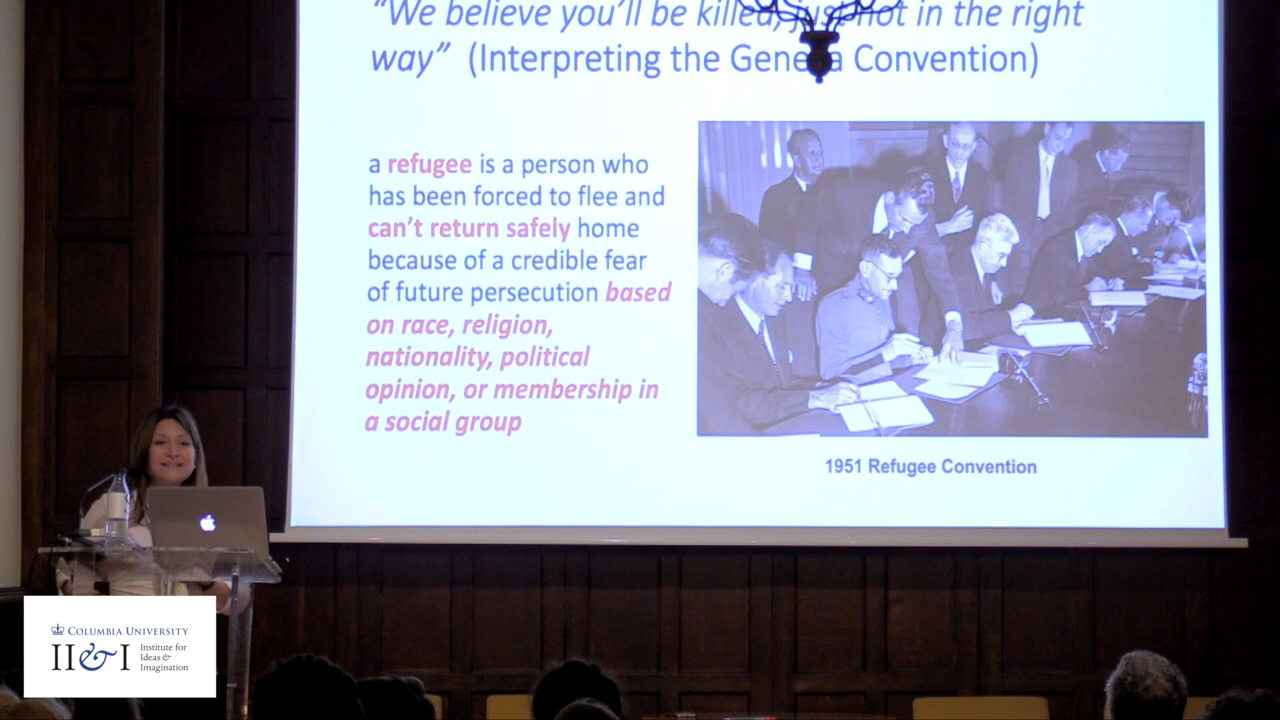 “We believe you’ll be killed, just not in the right
way” (Interpreting the Geneva Convention)
a refugee is a person who
has been forced to flee and
can’t return safely home
because of a credible fear
of future persecution based
on race, religion,
nationality, political
opinion, or membership in
a social group
1951 Refugee Convention
COLUMBIA UNIVERSITY
II&I Institute for
Ideas &
Imagination